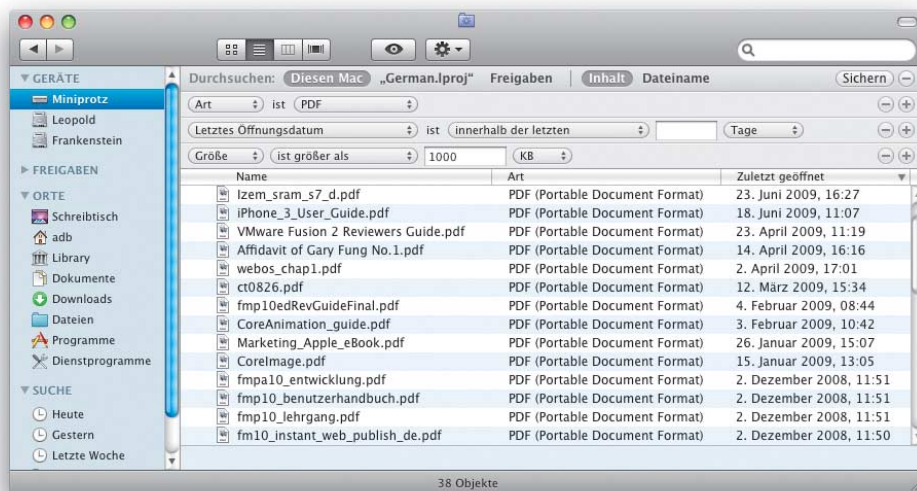 Durchsuchen: Diesen Mac „German.lproj“ Freigaben Inhalt Dateiname Sichern
Art ist PDF
Letztes Öffnungsdatum ist innerhalb der letzten Tage
Größe ist größer als 1000 KB
GERÄTE
Miniprotz
Leopold
Frankenstein
FREIGABEN
ORTE
Schreibtisch
adb
Library
Dokumente
Downloads
Dateien
Programme
Dienstprogramme
SUCHE
Heute
Gestern
Letzte Woche
Name Art Zuletzt geöffnet
Izem_sram_s7_d.pdf PDF (Portable Document Format) 23. Juni 2009, 16:27
iPhone_3_User_Guide.pdf PDF (Portable Document Format) 18. Juni 2009, 11:07
VMware Fusion 2 Reviewers Guide.pdf PDF (Portable Document Format) 23. April 2009, 11:19
Affidavit of Gary Fung No.1.pdf PDF (Portable Document Format) 14. April 2009, 16:16
webos_chap1.pdf PDF (Portable Document Format) 2. April 2009, 17:01
ct0826.pdf PDF (Portable Document Format) 12. März 2009, 15:34
fmp10edRevGuideFinal.pdf PDF (Portable Document Format) 4. Februar 2009, 08:44
CoreAnimation_guide.pdf PDF (Portable Document Format) 3. Februar 2009, 10:42
Marketing_Apple_eBook.pdf PDF (Portable Document Format) 26. Januar 2009, 15:07
CoreImage.pdf PDF (Portable Document Format) 15. Januar 2009, 13:05
fmpa10_entwicklung.pdf PDF (Portable Document Format) 2. Dezember 2008, 11:51
fmp10_benutzerhandbuch.pdf PDF (Portable Document Format) 2. Dezember 2008, 11:51
fmp10_lehrgang.pdf PDF (Portable Document Format) 2. Dezember 2008, 11:51
fm10_instant_web_publish_de.pdf PDF (Portable Document Format) 2. Dezember 2008, 11:50
38 Objekte